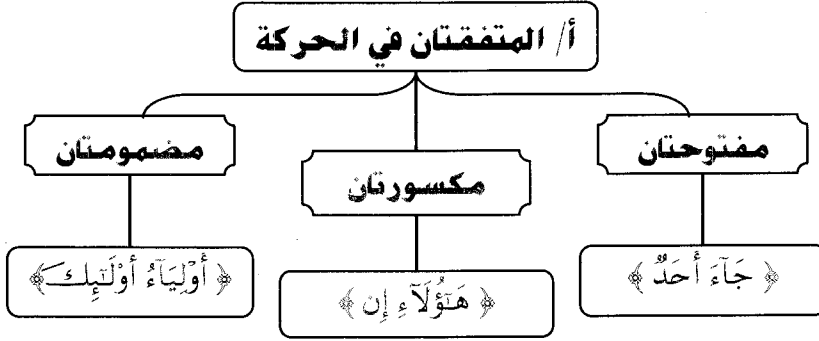 أ/ المتفقتان في الحركة
مفتوحتان
مكسورتان
مضمومتان
﴿ جَآءَ أَحَدٌ ﴾
﴿ هَٰٓؤُلَآءِ إِن ﴾
﴿ أَوْلِيَآءُ أُوْلَٰٓئِكَ ﴾